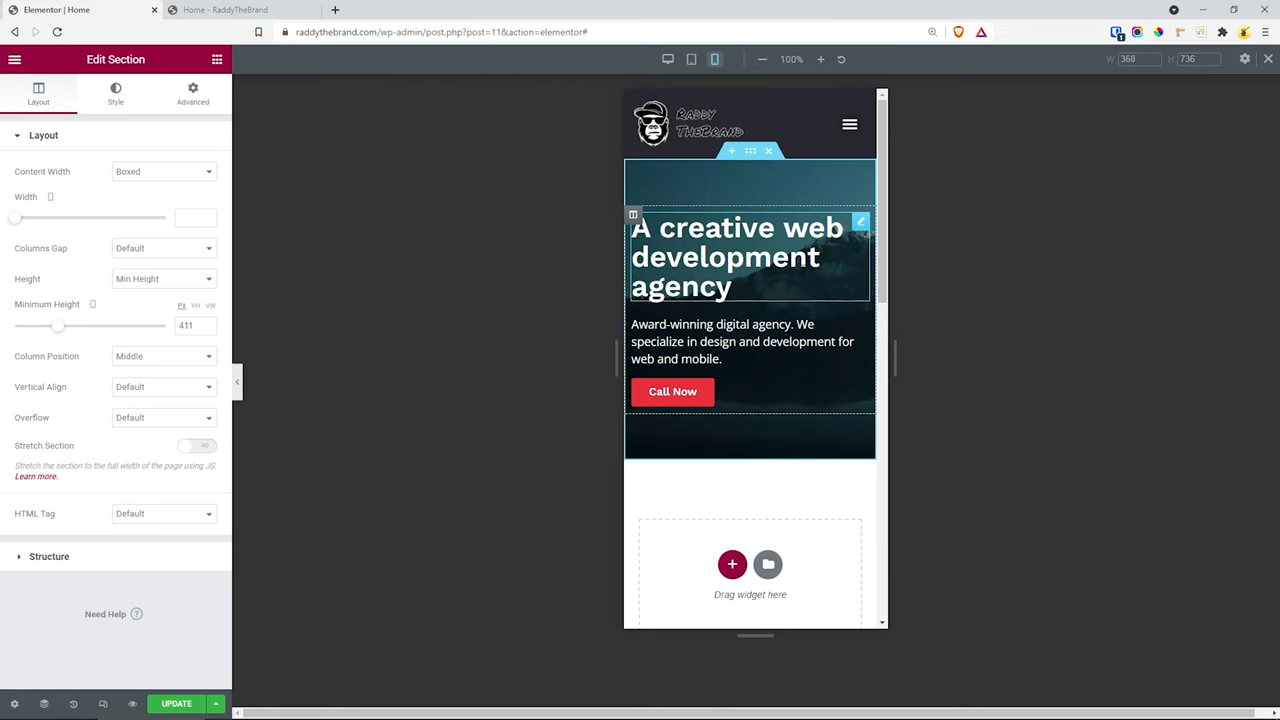 Elementor | Home
Home - RaddyTheBrand
raddythebrand.com/wp-admin/post.php?post=11&action=elementor#
Edit Section
100%
W 360
H 736
Layout
Style
Advanced
Layout
Content Width
Boxed
Width
Columns Gap
Default
Height
Min Height
Minimum Height
PX VH VW
411
Column Position
Middle
Vertical Align
Default
Overflow
Default
Stretch Section
NO
Stretch the section to the full width of the page using JS.
Learn more.
HTML Tag
Default
Structure
Need Help ?
UPDATE
RADDY
THEBRAND
A creative web
development
agency
Award-winning digital agency. We
specialize in design and development for
web and mobile.
Call Now
Drag widget here